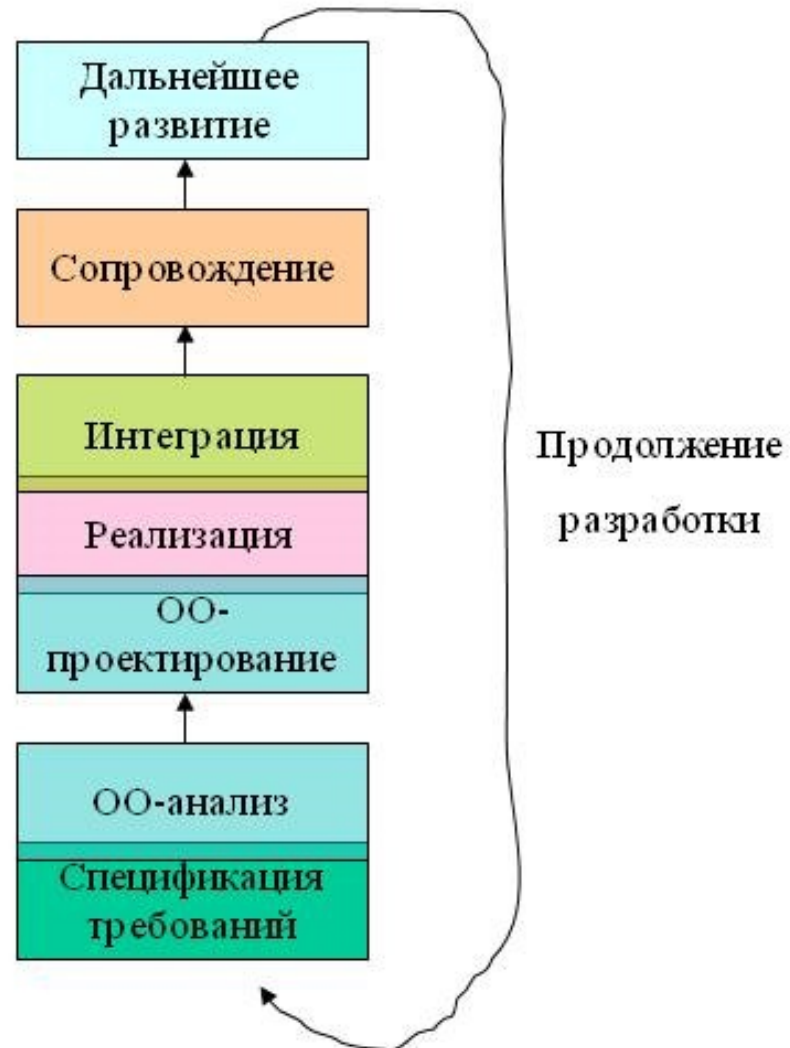 Дальнейшее
развитие
Сопровождение
Интеграция
Реализация
ОО-
проектирование
ОО-анализ
Спецификация
требований
Продолжение
разработки